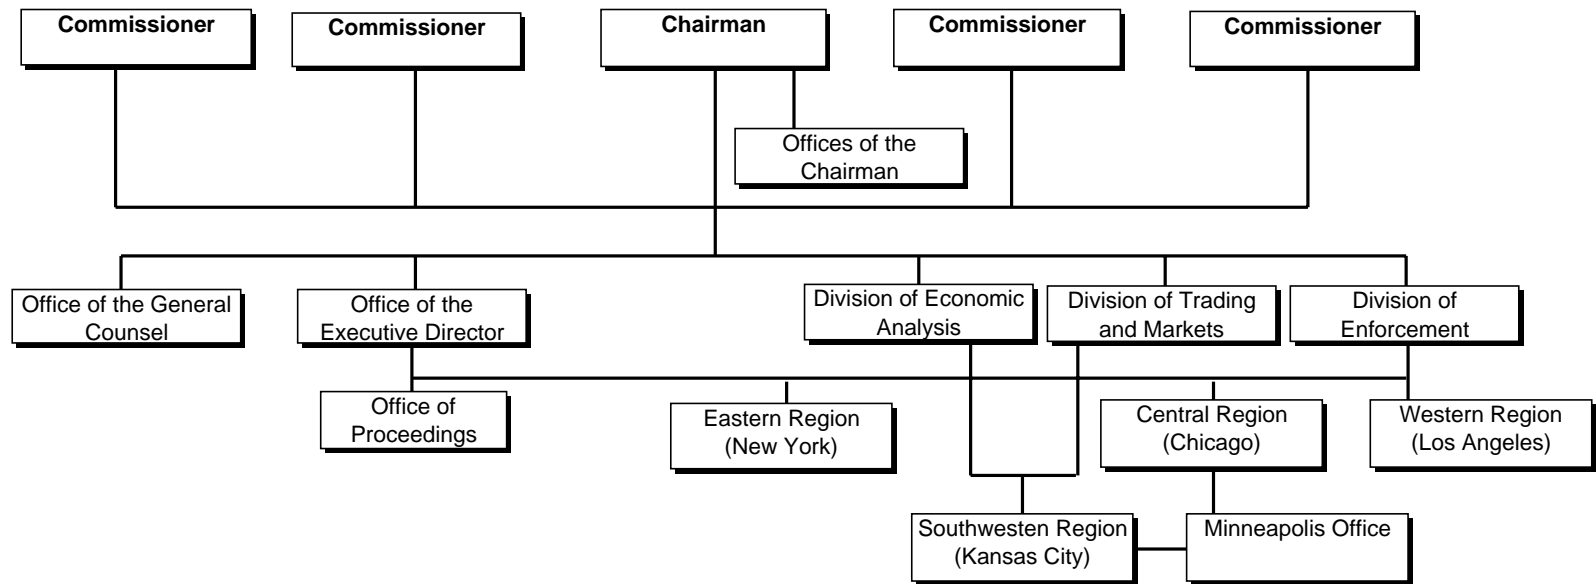 Commissioner
Commissioner
Chairman
Commissioner
Commissioner
Offices of the
Chairman
Office of the General
Counsel
Office of the
Executive Director
Division of Economic
Analysis
Division of Trading
and Markets
Division of
Enforcement
Office of
Proceedings
Eastern Region
(New York)
Central Region
(Chicago)
Western Region
(Los Angeles)
Southwesten Region
(Kansas City)
Minneapolis Office